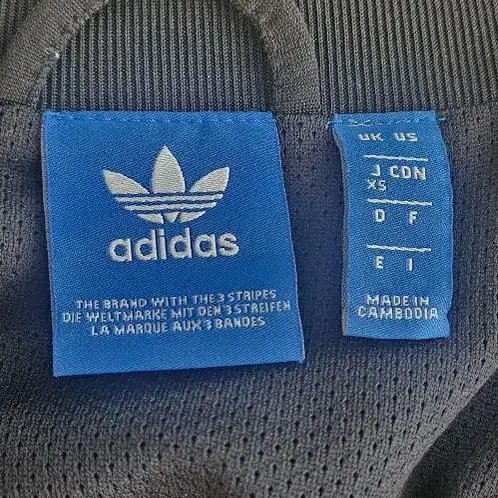 adidas
THE BRAND WITH THE 3 STRIPES
DIE WELTMARKE MIT DEN 3 STREIFEN
LA MARQUE AUX 3 BANDES
UK US
J CDN
XS
D F
E I
MADE IN
CAMBODIA